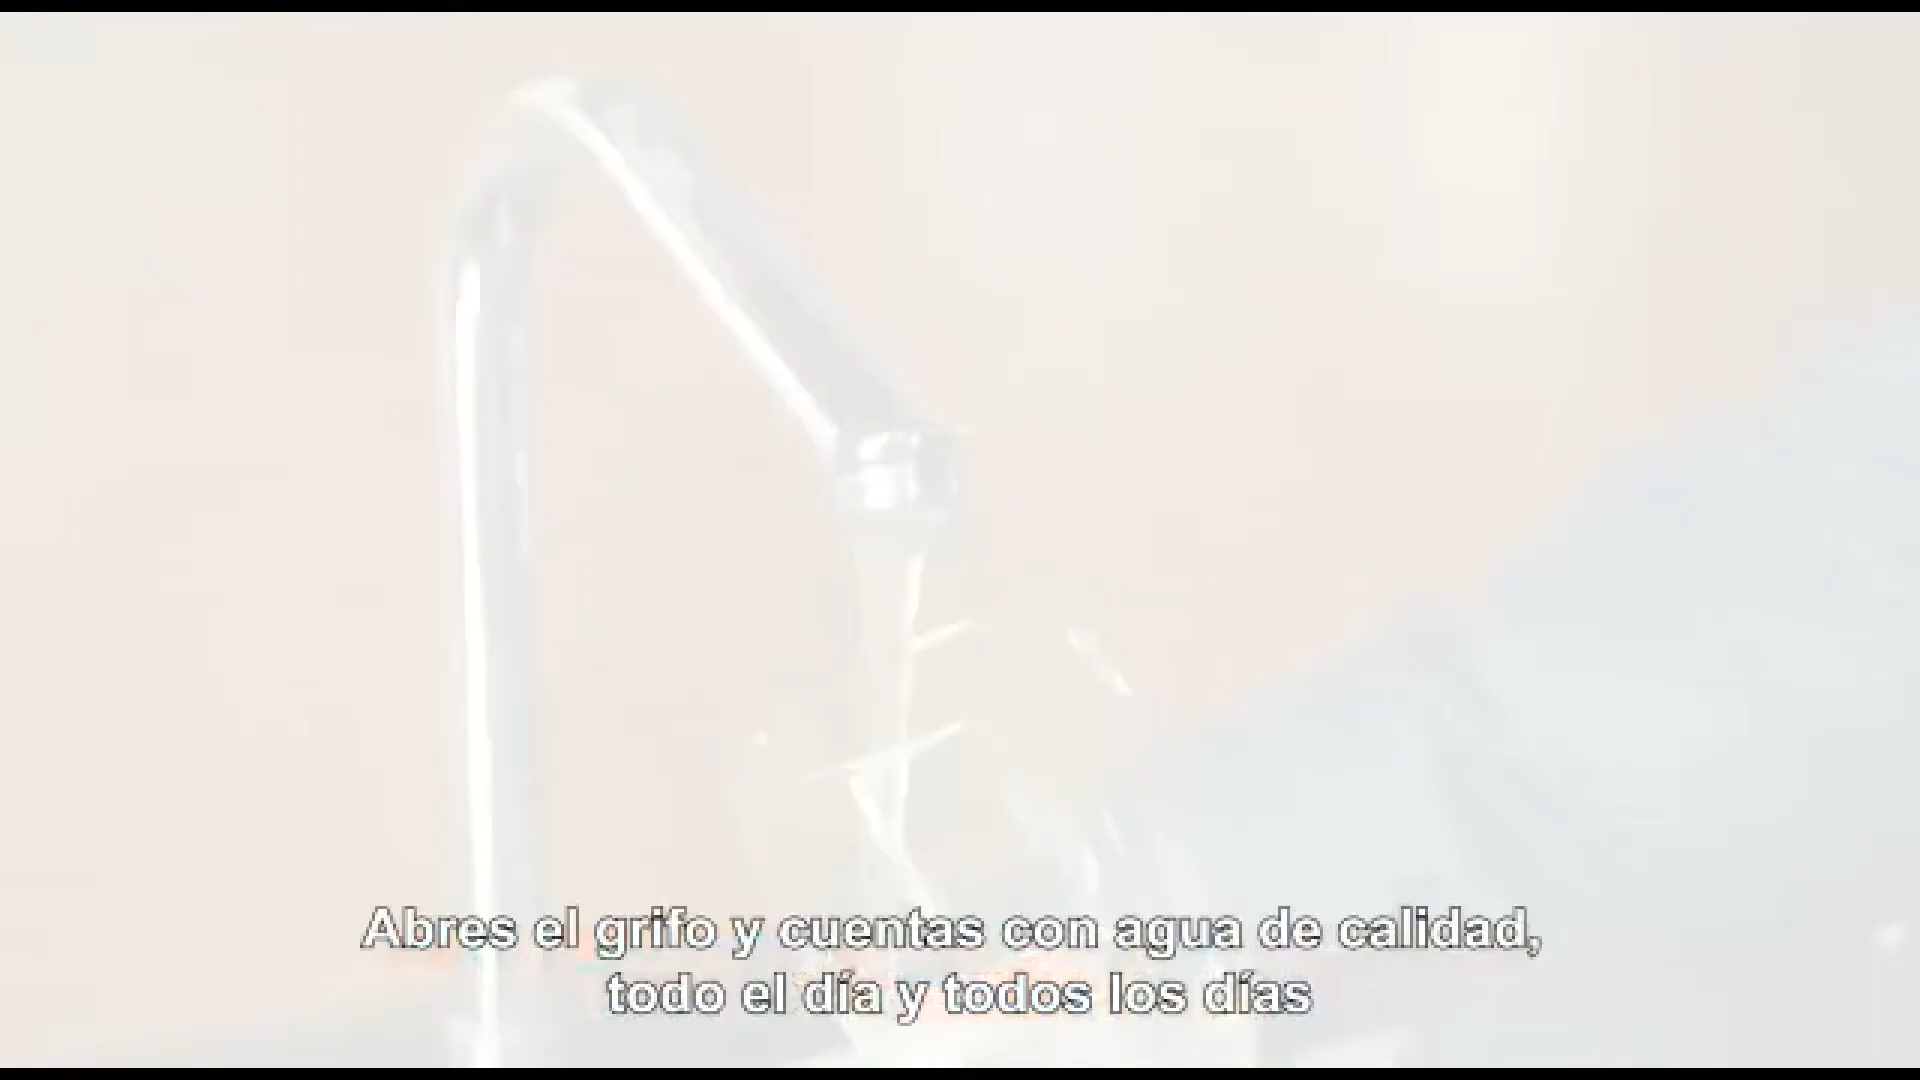 Abres el grifo y cuentas con agua de calidad,
todo el día y todos los días